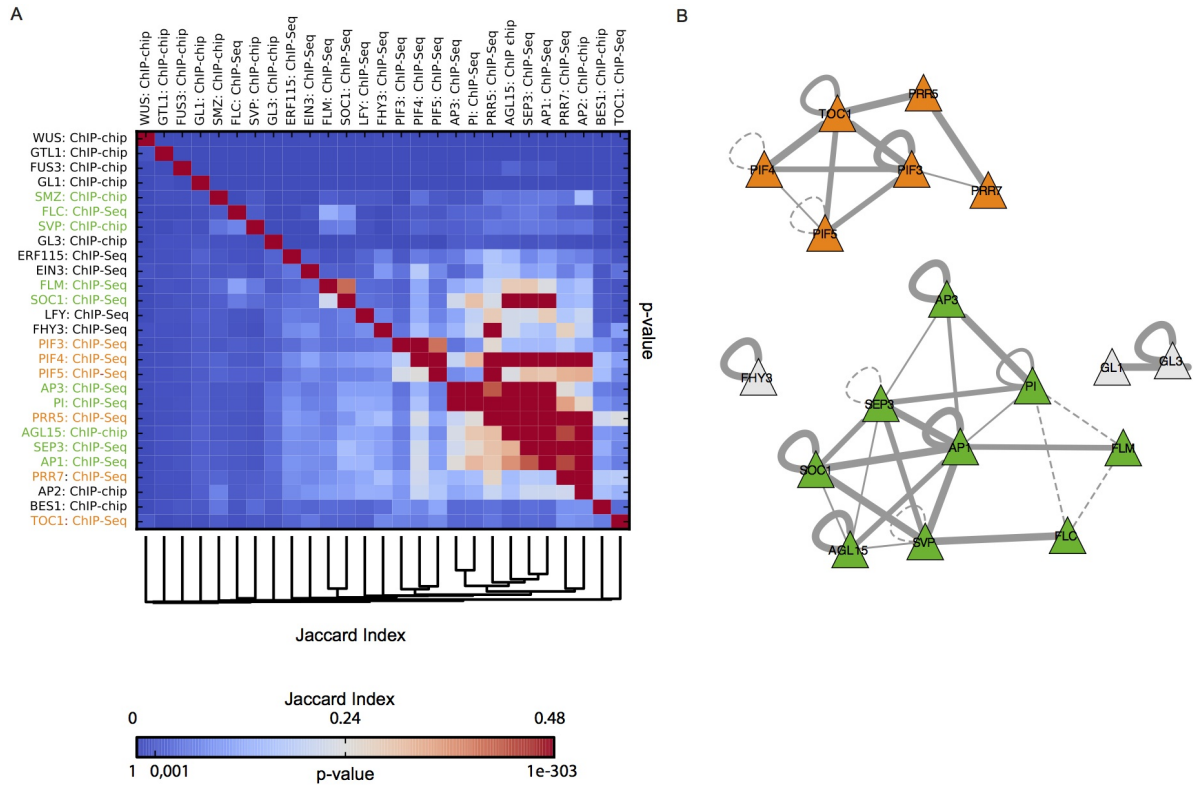 A
B
WUS: ChIP-chip
GTL1: ChIP-chip
FUS3: ChIP-chip
GL1: ChIP-chip
SMZ: ChIP-chip
FLC: ChIP-Seq
SVP: ChIP-chip
GL3: ChIP-chip
ERF115: ChIP-Seq
EIN3: ChIP-Seq
FLM: ChIP-Seq
SOC1: ChIP-Seq
LFY: ChIP-Seq
FHY3: ChIP-Seq
PIF3: ChIP-Seq
PIF4: ChIP-Seq
PIF5: ChIP-Seq
AP3: ChIP-Seq
PI: ChIP-Seq
PRR5: ChIP-Seq
AGL15: ChIP chip
SEP3: ChIP-Seq
AP1: ChIP-Seq
PRR7: ChIP-Seq
AP2: ChIP-chip
BES1: ChIP-chip
TOC1: ChIP-Seq
WUS: ChIP-chip
GTL1: ChIP-chip
FUS3: ChIP-chip
GL1: ChIP-chip
SMZ: ChIP-chip
FLC: ChIP-Seq
SVP: ChIP-chip
GL3: ChIP-chip
ERF115: ChIP-Seq
EIN3: ChIP-Seq
FLM: ChIP-Seq
SOC1: ChIP-Seq
LFY: ChIP-Seq
FHY3: ChIP-Seq
PIF3: ChIP-Seq
PIF4: ChIP-Seq
PIF5: ChIP-Seq
AP3: ChIP-Seq
PI: ChIP-Seq
PRR5: ChIP-Seq
AGL15: ChIP-chip
SEP3: ChIP-Seq
AP1: ChIP-Seq
PRR7: ChIP-Seq
AP2: ChIP-chip
BES1: ChIP-chip
TOC1: ChIP-Seq
p-value
Jaccard Index
Jaccard Index
0 0.24 0.48
1 0,001 p-value 1e-303
PRR5
TOC1
PIF4
PIF3
PRR7
PIF5
AP3
FHY3
GL1
GL3
PI
SEP3
AP1
FLM
SOC1
AGL15
SVP
FLC